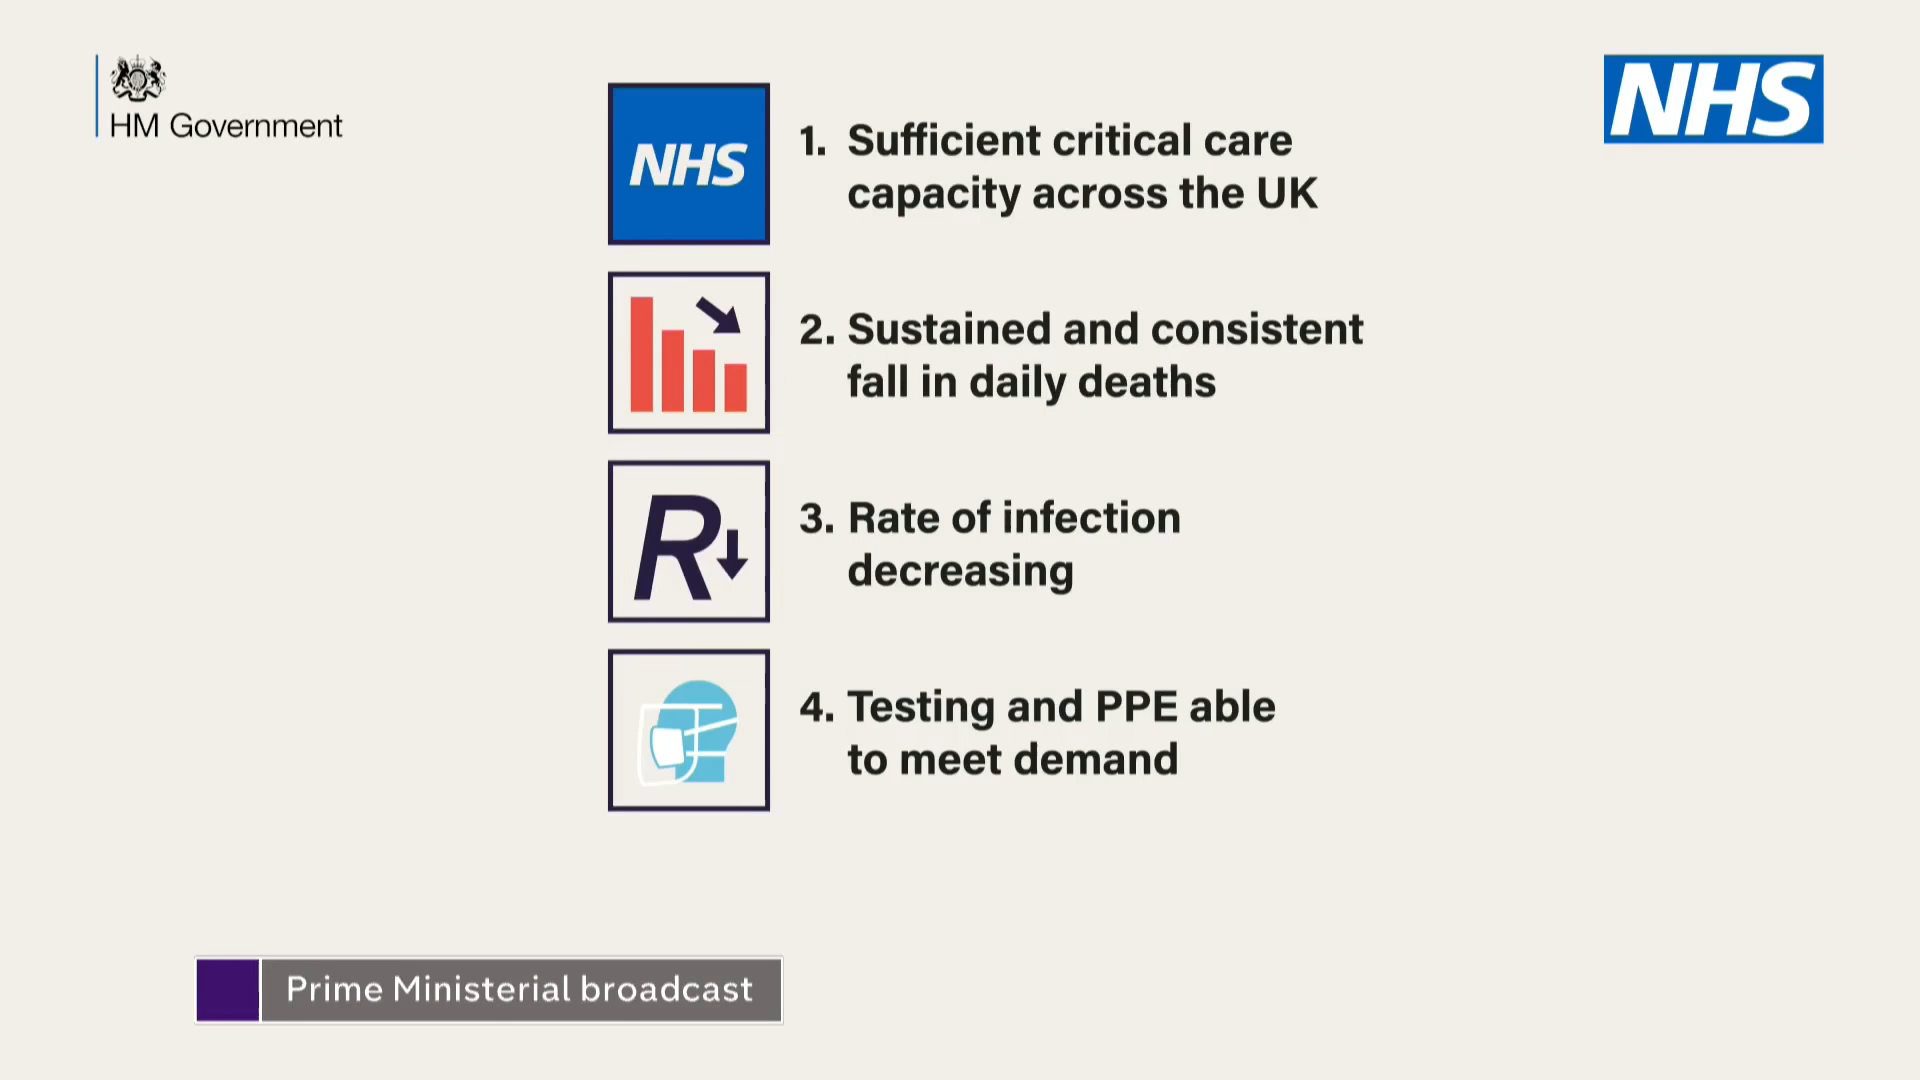 HM Government
NHS
NHS
1. Sufficient critical care
capacity across the UK
2. Sustained and consistent
fall in daily deaths
R
3. Rate of infection
decreasing
4. Testing and PPE able
to meet demand
Prime Ministerial broadcast